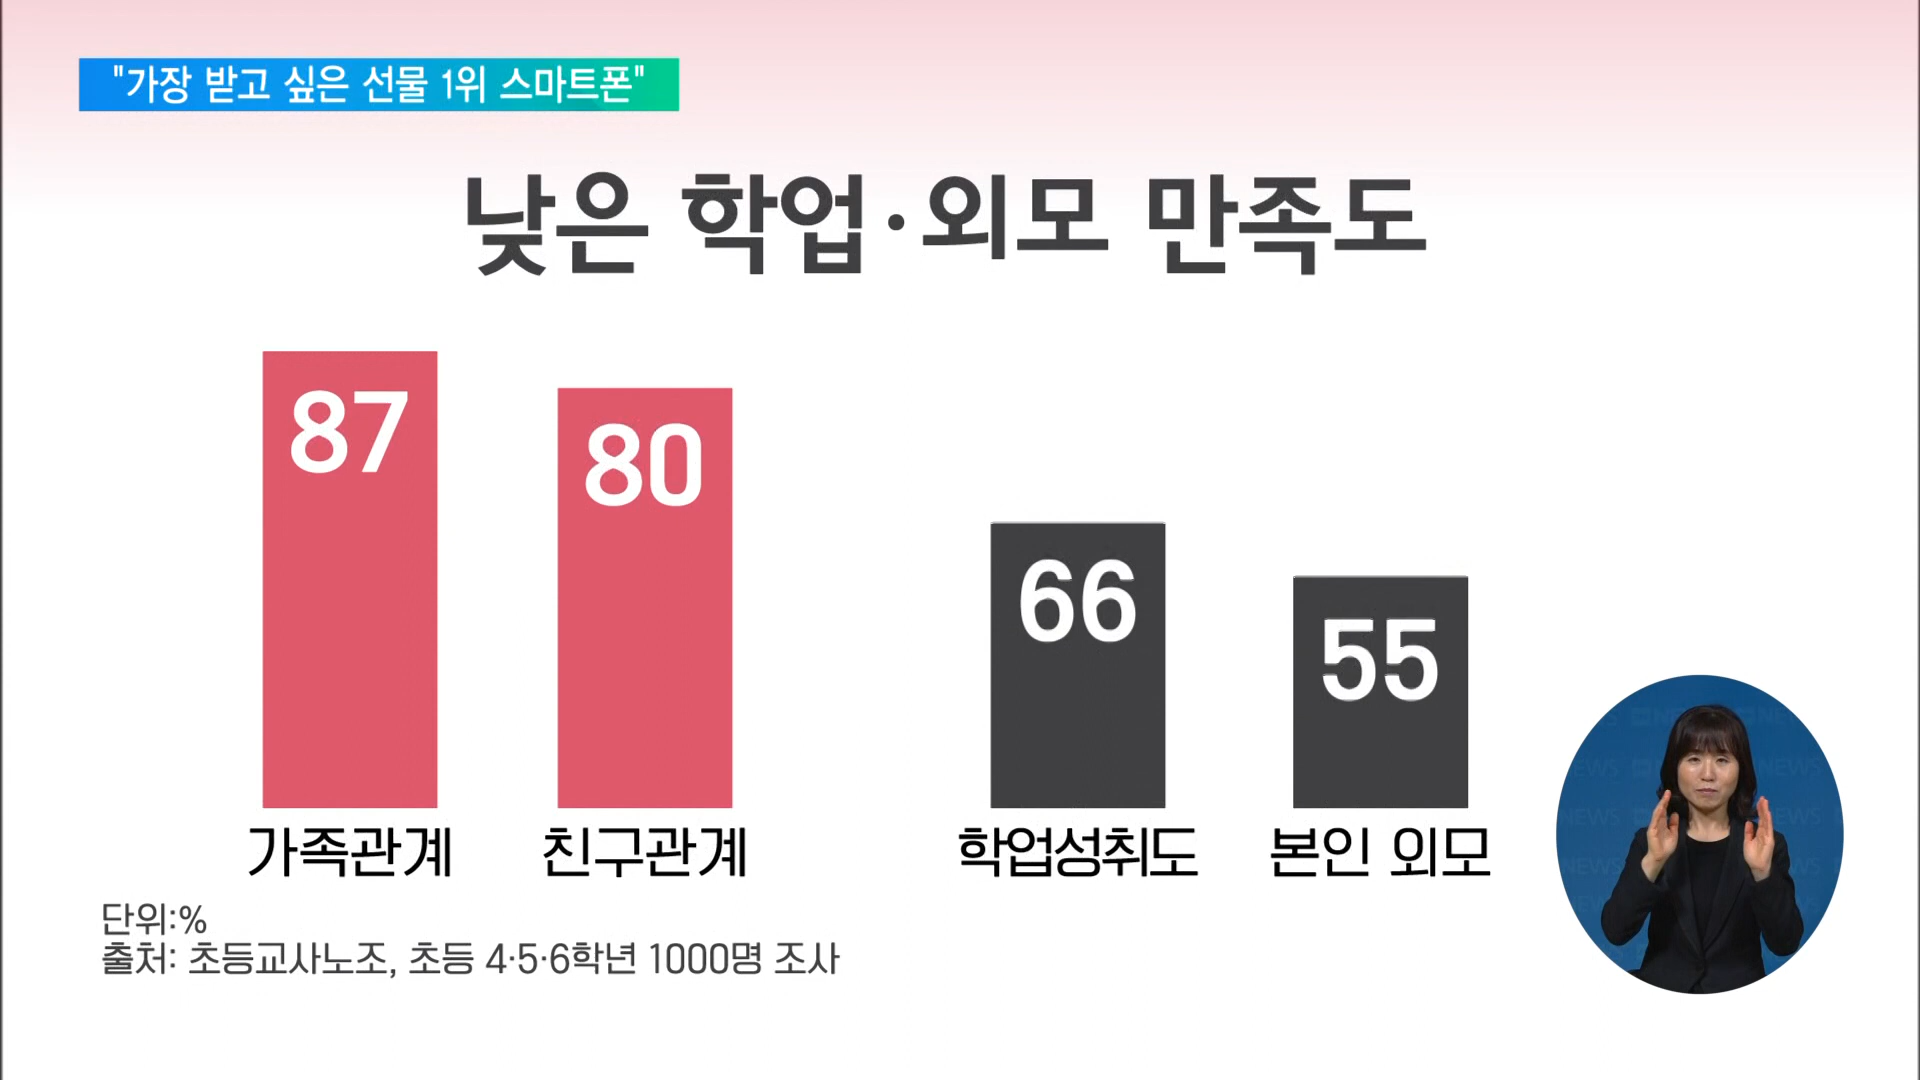 "가장 받고 싶은 선물 1위 스마트폰"
낮은 학업·외모 만족도
87
80
66
55
가족관계
친구관계
학업성취도
본인 외모
단위:%
출처: 초등교사노조, 초등 4·5·6학년 1000명 조사
NEWS